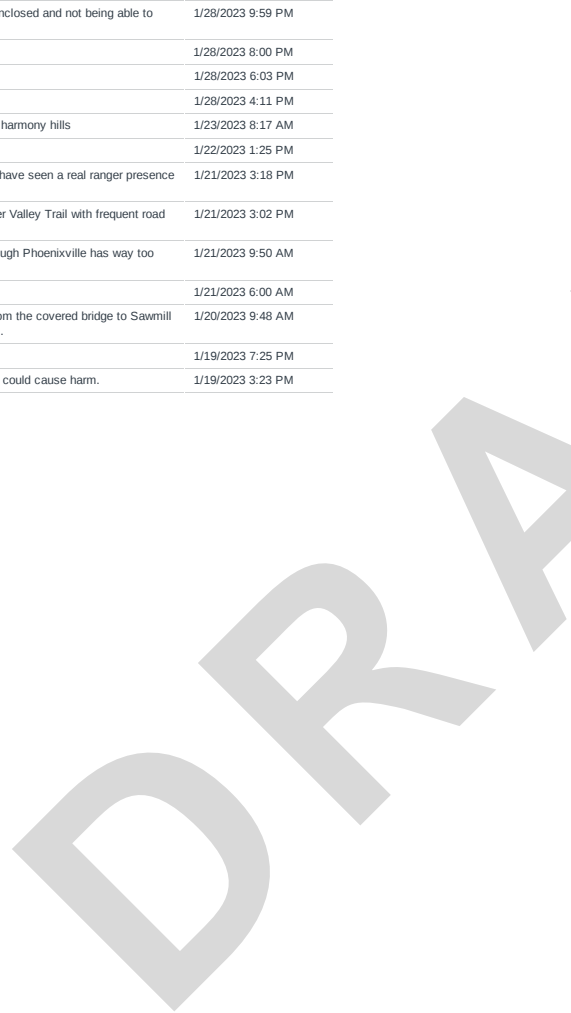 nclosed and not being able to 1/28/2023 9:59 PM
1/28/2023 8:00 PM
1/28/2023 6:03 PM
1/28/2023 4:11 PM
harmony hills 1/23/2023 8:17 AM
1/22/2023 1:25 PM
have seen a real ranger presence 1/21/2023 3:18 PM
er Valley Trail with frequent road 1/21/2023 3:02 PM
ugh Phoenixville has way too 1/21/2023 9:50 AM
1/21/2023 6:00 AM
om the covered bridge to Sawmill 1/20/2023 9:48 AM
.
1/19/2023 7:25 PM
could cause harm. 1/19/2023 3:23 PM
DRA